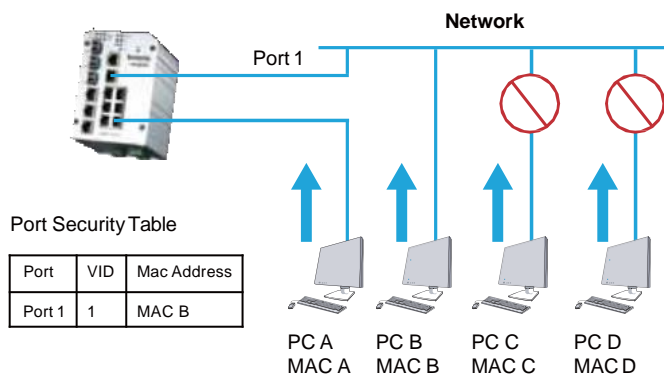 Network
Port 1
Port Security Table
Port VID Mac Address
Port 1 1 MAC B
PC A PC B PC C PC D
MAC A MAC B MAC C MAC D